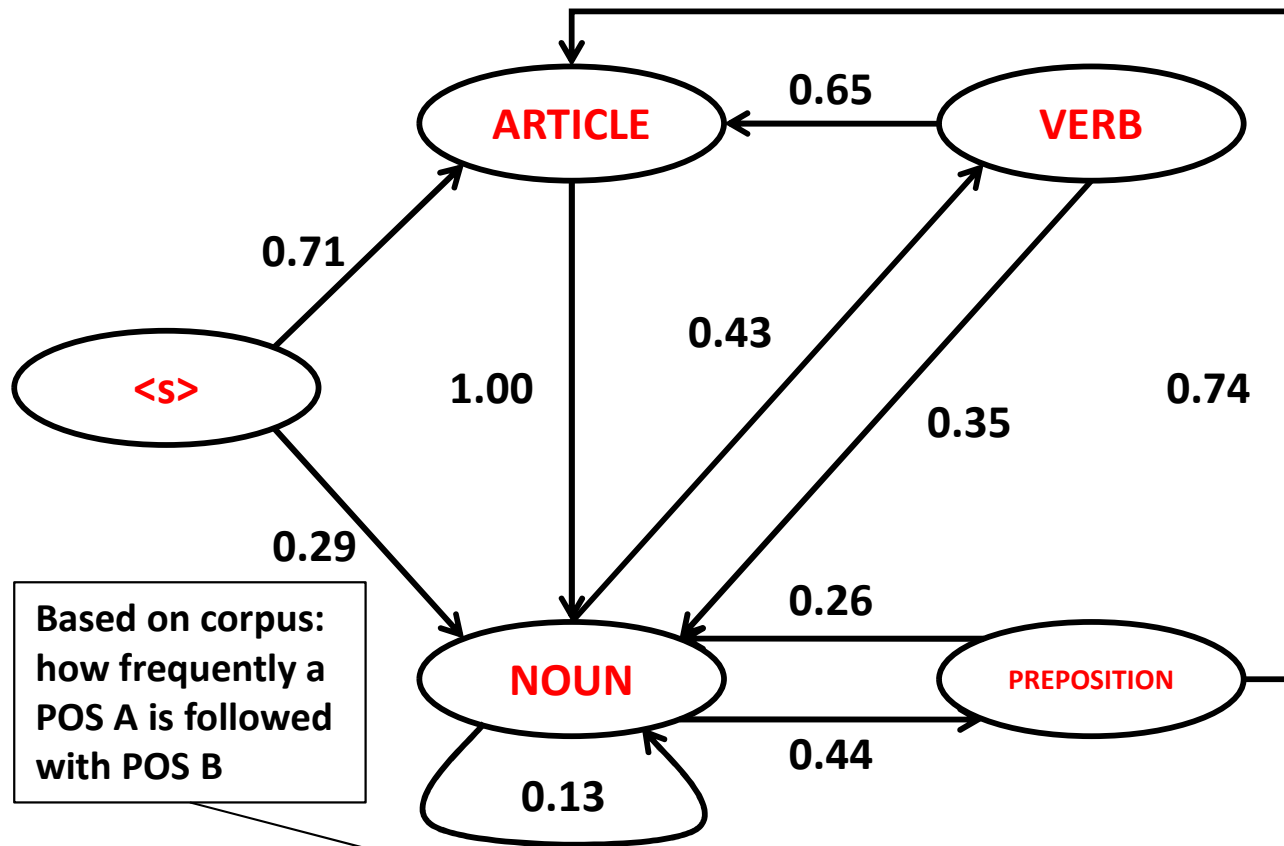 0.65
ARTICLE
VERB
0.71
0.43
<s>
1.00
0.74
0.35
0.29
Based on corpus:
how frequently a
POS A is followed
with POS B
0.26
NOUN
PREPOSITION
0.44
0.13